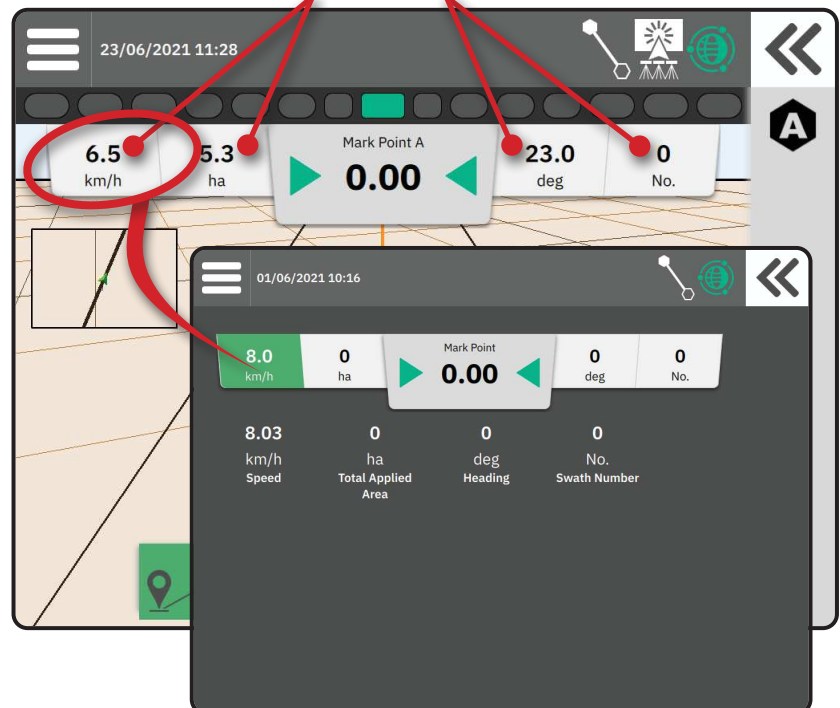 23/06/2021 11:28
A
6.5
km/h
5.3
ha
Mark Point A
0.00
23.0
deg
0
No.
01/06/2021 10:16
8.0
km/h
0
ha
Mark Point
0.00
0
deg
0
No.
8.03
km/h
Speed
0
ha
Total Applied
Area
0
deg
Heading
0
No.
Swath Number